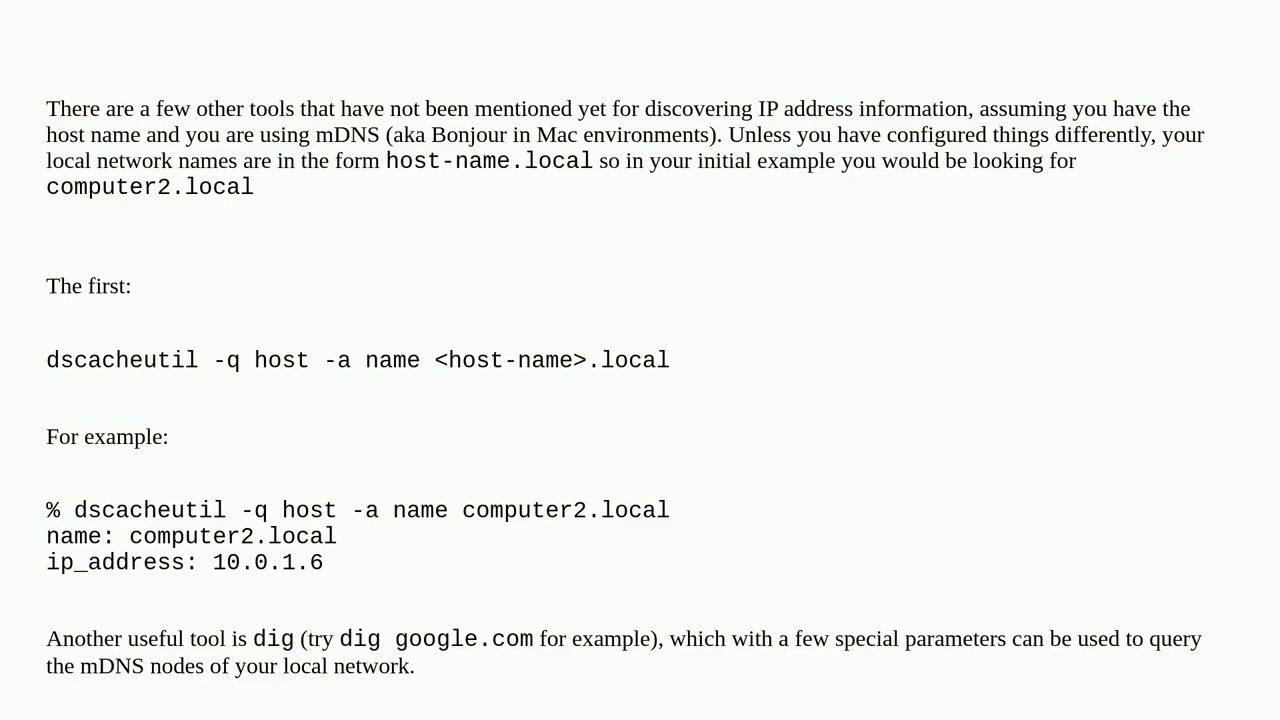 There are a few other tools that have not been mentioned yet for discovering IP address information, assuming you have the
host name and you are using mDNS (aka Bonjour in Mac environments). Unless you have configured things differently, your
local network names are in the form host-name.local so in your initial example you would be looking for
computer2.local
The first:
dscacheutil -q host -a name <host-name>.local
For example:
% dscacheutil -q host -a name computer2.local
name: computer2.local
ip_address: 10.0.1.6
Another useful tool is dig (try dig google.com for example), which with a few special parameters can be used to query
the mDNS nodes of your local network.